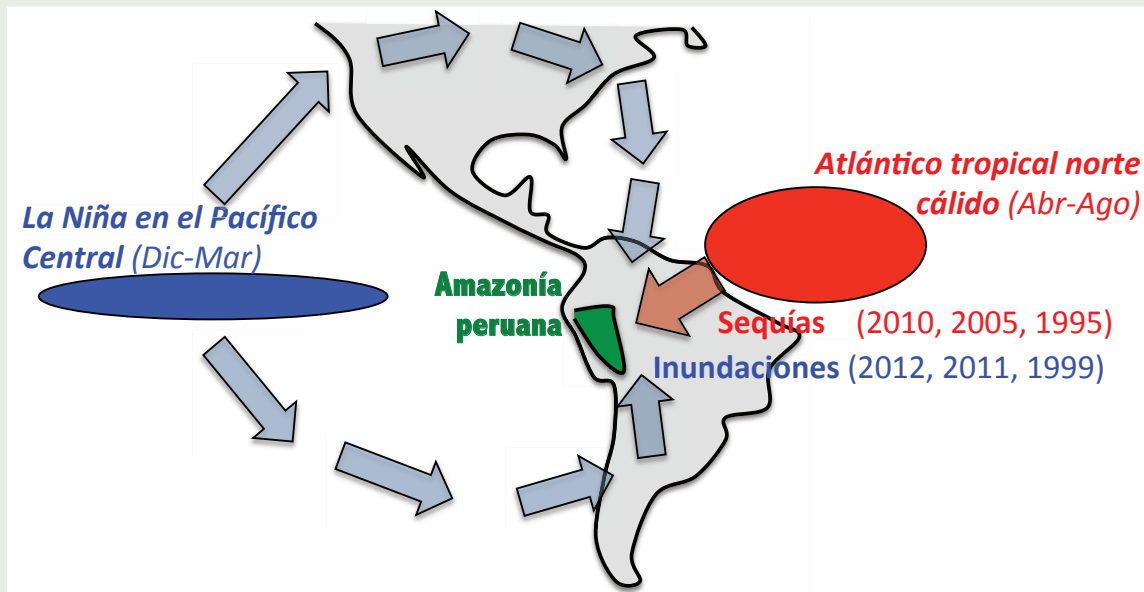 La Niña en el Pacífico
Central (Dic-Mar)
Atlántico tropical norte
cálido (Abr-Ago)
Amazonía
peruana
Sequías (2010, 2005, 1995)
Inundaciones (2012, 2011, 1999)